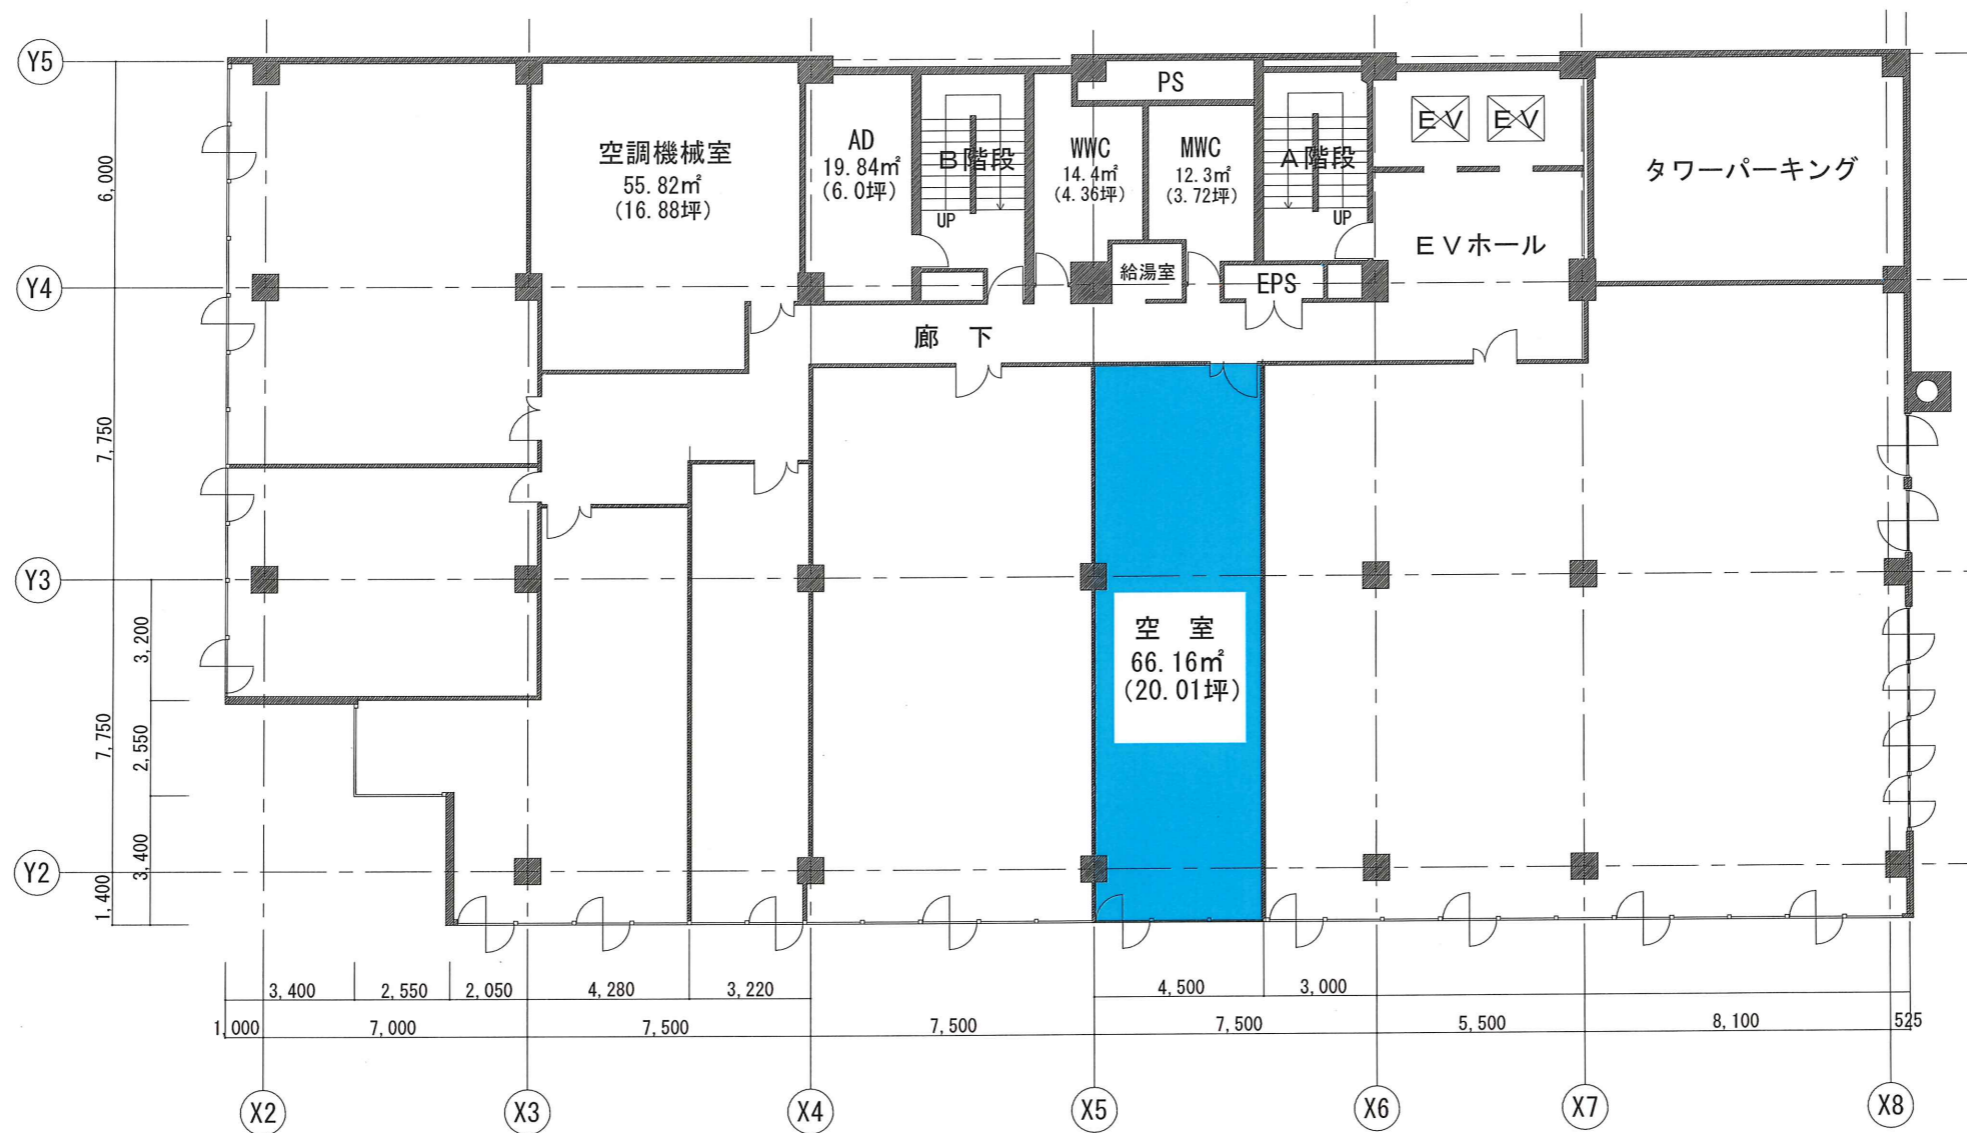 Y5
Y4
Y3
Y2
6,000
7,750
7,750
1,400
3,200
2,550
3,400
空調機械室
55.82㎡
(16.88坪)
AD
19.84㎡
(6.0坪)
B階段
UP
WWC
14.4㎡
(4.36坪)
PS
MWC
12.3㎡
(3.72坪)
A階段
UP
EV
EV
EVホール
タワーパーキング
給湯室
EPS
廊 下
空 室
66.16㎡
(20.01坪)
3,400
2,550
2,050
4,280
3,220
4,500
3,000
1,000
7,000
7,500
7,500
7,500
5,500
8,100
525
X2
X3
X4
X5
X6
X7
X8